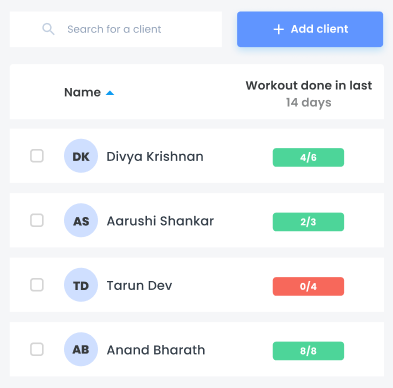 Search for a client
+ Add client
Name
Workout done in last
14 days
DK Divya Krishnan 4/6
AS Aarushi Shankar 2/3
TD Tarun Dev 0/4
AB Anand Bharath 8/8